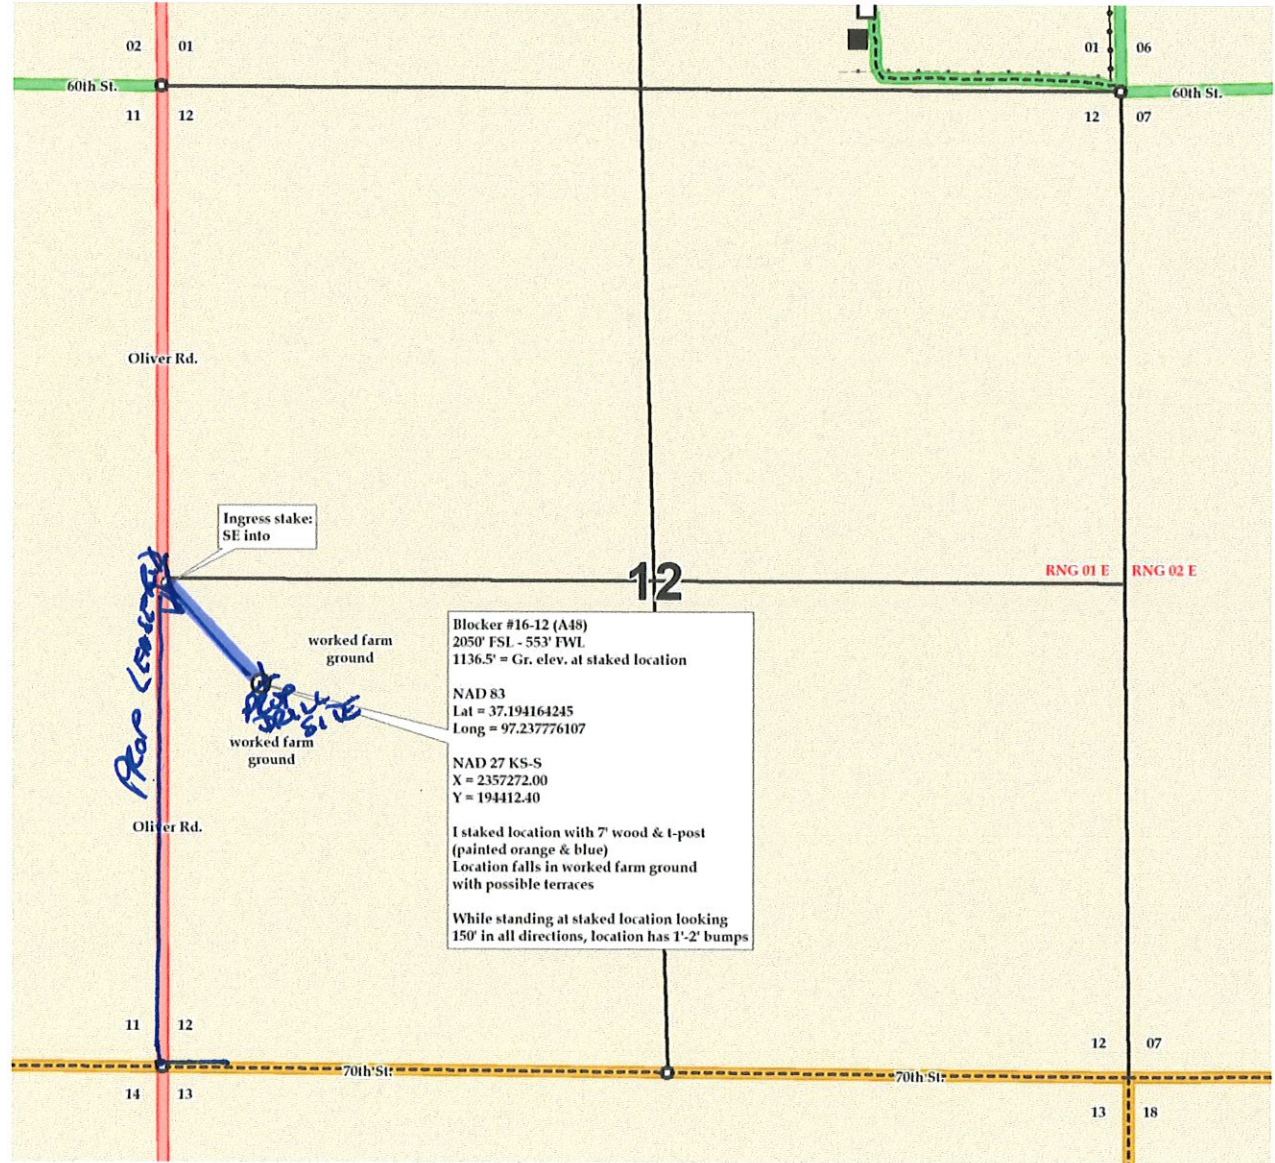 02 01
01 06
60th St.
60th St.
11 12
12 07
Oliver Rd.
Ingress stake:
SE into
12
RNG 01 E RNG 02 E
PROP
worked farm
ground
PROP
DRILL
SITE
worked farm
ground
Blocker #16-12 (A48)
2050' FSL - 553' FWL
1136.5' = Gr. elev. at staked location
NAD 83
Lat = 37.194164245
Long = 97.237776107
NAD 27 KS-S
X = 2357272.00
Y = 194412.40
I staked location with 7' wood & t-post
(painted orange & blue)
Location falls in worked farm ground
with possible terraces
While standing at staked location looking
150' in all directions, location has 1'-2' bumps
Oliver Rd.
11 12
12 07
70th St.
70th St.
14 13
13 18